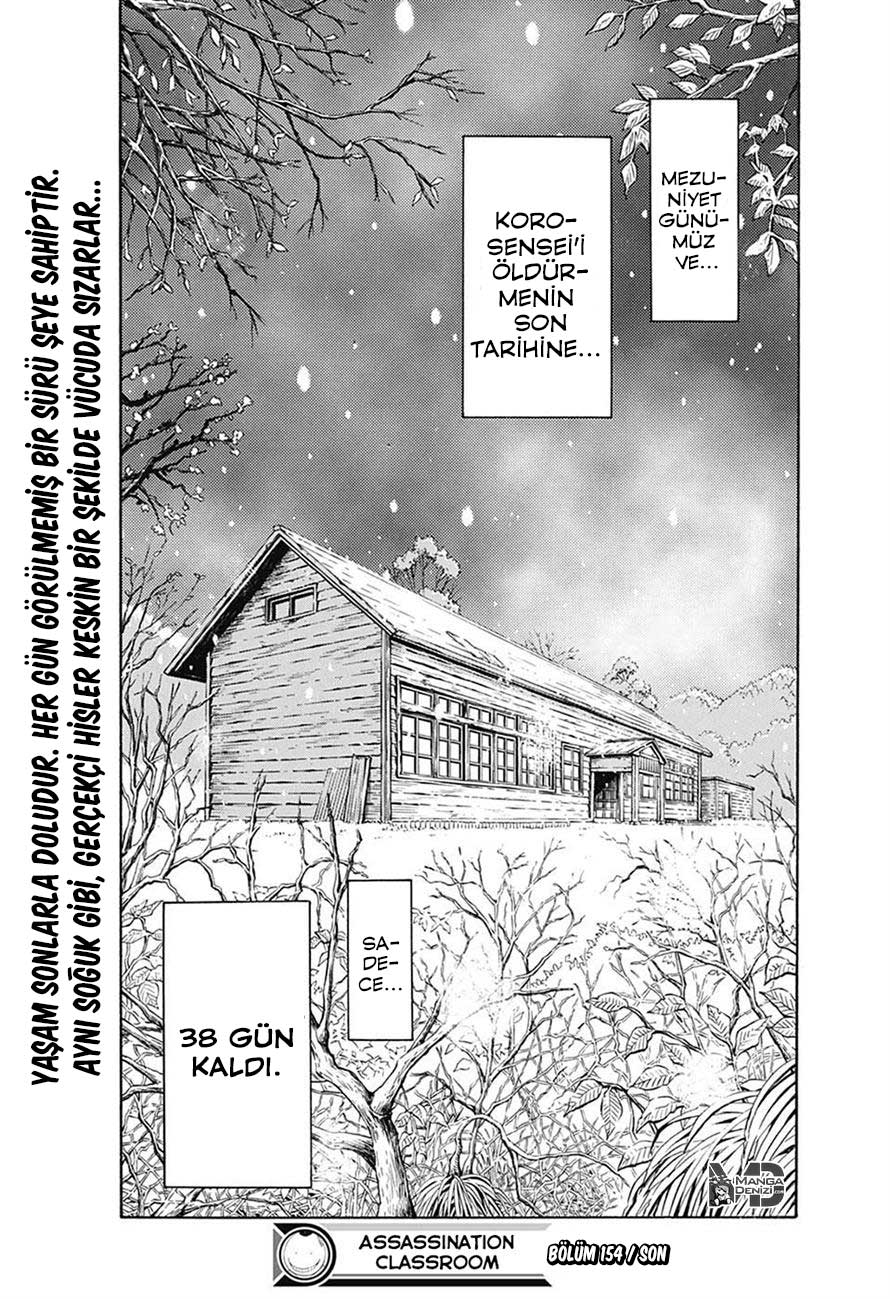 MEZU-
NİYET
GÜNÜ-
MÜZ
VE...
KORO-
SENSEİ'İ
ÖLDÜR-
MENİN
SON
TARİHİNE...
SA-
DE-
CE...
38 GÜN
KALDI.
YAŞAM SONLARLA DOLUDUR. HER GÜN GÖRÜLMEMİŞ BİR SÜRÜ ŞEYE SAHİPTİR.
AYNI SOĞUK GİBİ, GERÇEKÇİ HİSLER KESKİN BİR ŞEKİLDE VÜCUDA SIZARLAR...
MD
MANGA
DENİZİ.com
ASSASSINATION
CLASSROOM
BÖLÜM 154 / SON